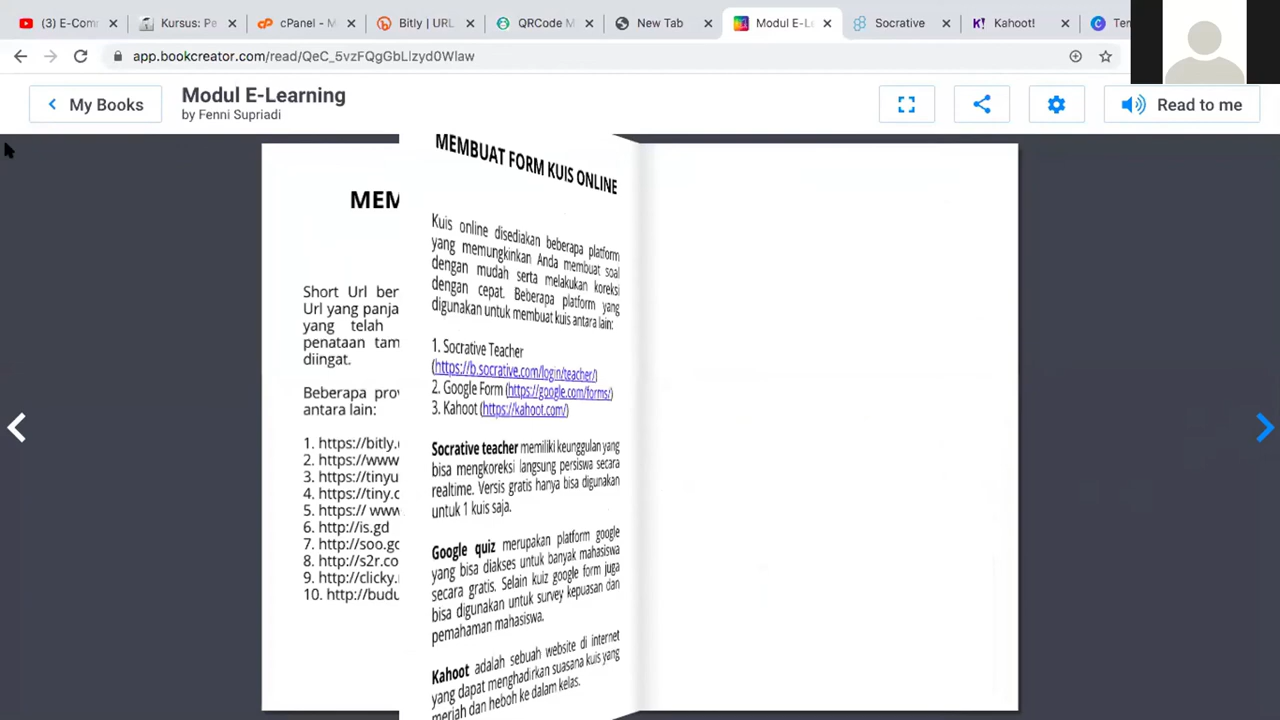 (3) E-Com
Kursus: Pe
cPanel - M
Bitly | URL
QRCode M
New Tab
Modul E-Le
Socrative
Kahoot!
app.bookcreator.com/read/QeC_5vzFQgGbLlzyd0Wlaw
My Books
Modul E-Learning
by Fenni Supriadi
Read to me
MEM
Short Url ber
Url yang panja
yang telah
penataan tam
diingat.
Beberapa prov
antara lain:
1. https://bitly.
2. https://www
3. https://tinyu
4. https://tiny.c
5. https:// www
6. http://is.gd
7. http://soo.gc
8. http://s2r.co
9. http://clicky.
10. http://budu
MEMBUAT FORM KUIS ONLINE
Kuis online disediakan beberapa platform
yang memungkinkan Anda membuat soal
dengan mudah serta melakukan koreksi
dengan cepat. Beberapa platform yang
digunakan untuk membuat kuis antara lain:
1. Socrative Teacher
(https://b.socrative.com/login/teacher/)
2. Google Form (https://google.com/forms/)
3. Kahoot (https://kahoot.com/)
Socrative teacher memiliki keunggulan yang
bisa mengkoreksi langsung persiswa secara
realtime. Versis gratis hanya bisa digunakan
untuk 1 kuis saja.
Google quiz merupakan platform google
yang bisa diakses untuk banyak mahasiswa
secara gratis. Selain kuiz google form juga
bisa digunakan untuk survey kepuasan dan
pemahaman mahasiswa.
Kahoot adalah sebuah website di internet
yang dapat menghadirkan suasana kuis yang
meriah dan heboh ke dalam kelas.